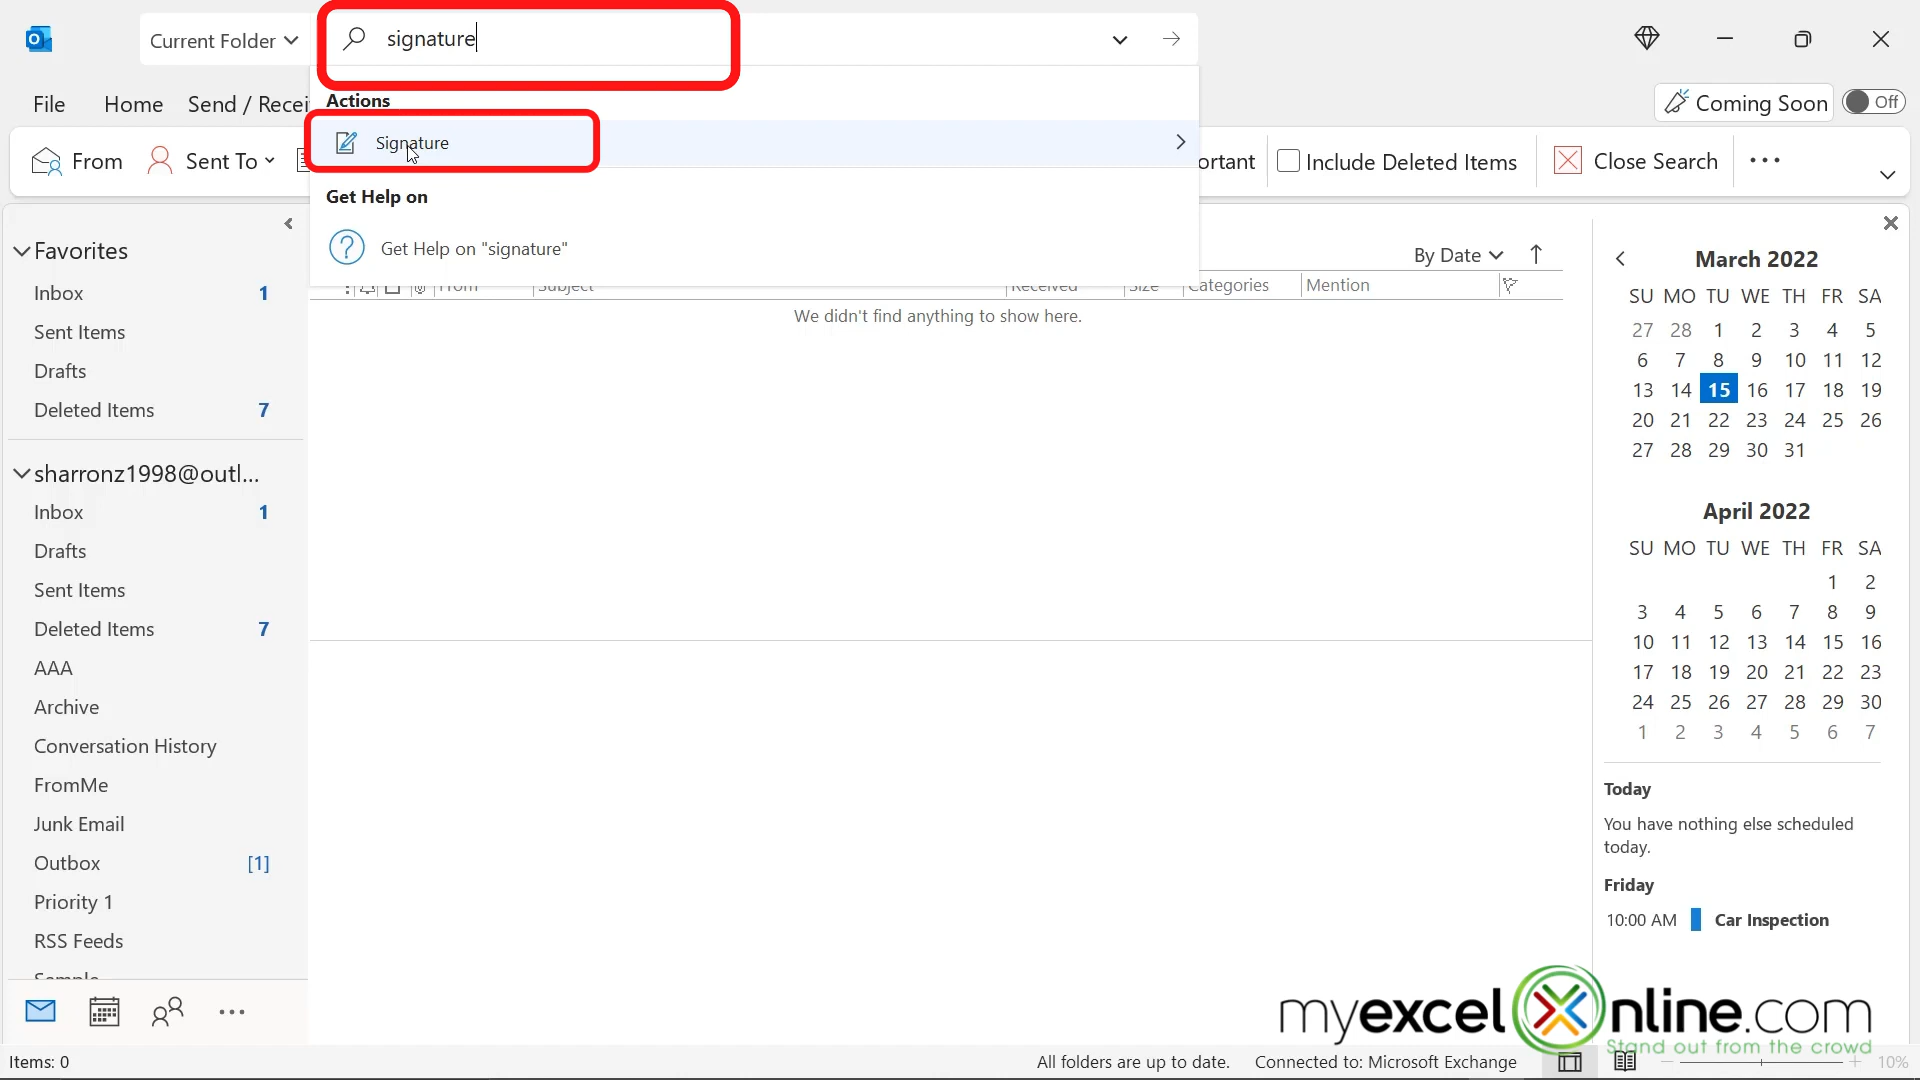 Current Folder
signature
File Home Send / Recei
Coming Soon Off
Actions
Signature
From Sent To
ortant Include Deleted Items Close Search
Get Help on
Get Help on "signature"
Favorites
Inbox 1
Sent Items
Drafts
Deleted Items 7
sharronz1998@outl...
Inbox 1
Drafts
Sent Items
Deleted Items 7
AAA
Archive
Conversation History
FromMe
Junk Email
Outbox [1]
Priority 1
RSS Feeds
Sample
By Date
From Subject Received Size Categories Mention
We didn't find anything to show here.
March 2022
SU MO TU WE TH FR SA
27 28 1 2 3 4 5
6 7 8 9 10 11 12
13 14 15 16 17 18 19
20 21 22 23 24 25 26
27 28 29 30 31
April 2022
SU MO TU WE TH FR SA
1 2
3 4 5 6 7 8 9
10 11 12 13 14 15 16
17 18 19 20 21 22 23
24 25 26 27 28 29 30
1 2 3 4 5 6 7
Today
You have nothing else scheduled
today.
Friday
10:00 AM Car Inspection
myexcelonline.com
Stand out from the crowd
Items: 0
All folders are up to date. Connected to: Microsoft Exchange
10%